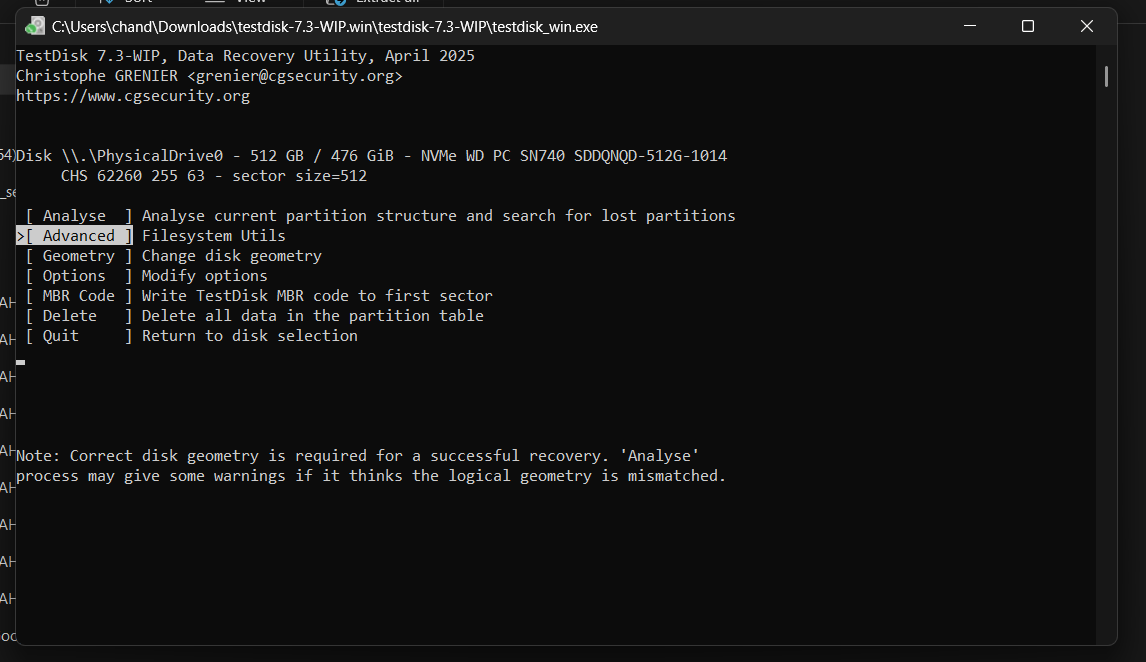 C:\Users\chand\Downloads\testdisk-7.3-WIP.win\testdisk-7.3-WIP\testdisk_win.exe
TestDisk 7.3-WIP, Data Recovery Utility, April 2025
Christophe GRENIER <grenier@cgsecurity.org>
https://www.cgsecurity.org
Disk \\.\PhysicalDrive0 - 512 GB / 476 GiB - NVMe WD PC SN740 SDDQNQD-512G-1014
CHS 62260 255 63 - sector size=512
[ Analyse  ] Analyse current partition structure and search for lost partitions
>[ Advanced ] Filesystem Utils
[ Geometry ] Change disk geometry
[ Options  ] Modify options
[ MBR Code ] Write TestDisk MBR code to first sector
[ Delete   ] Delete all data in the partition table
[ Quit     ] Return to disk selection
Note: Correct disk geometry is required for a successful recovery. 'Analyse'
process may give some warnings if it thinks the logical geometry is mismatched.